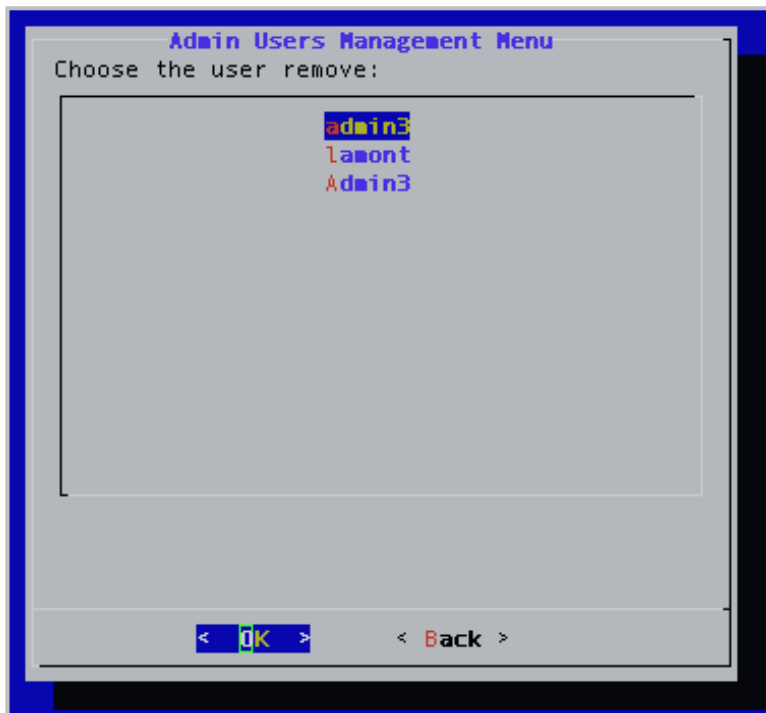 Admin Users Management Menu
Choose the user remove:
admin3
lamont
Admin3
< OK > < Back >